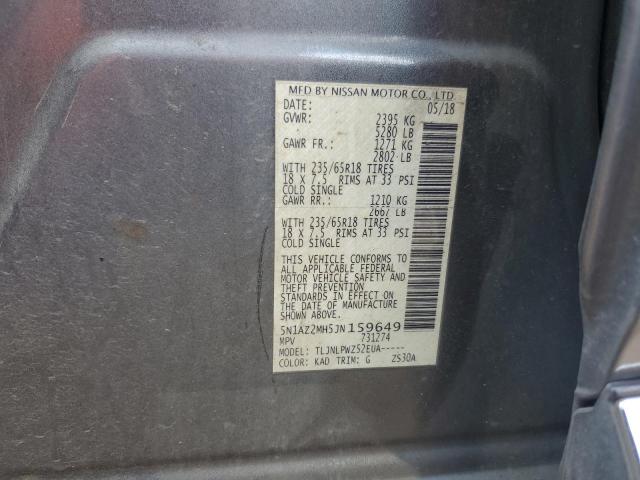 MFD BY NISSAN MOTOR CO., LTD
DATE: 05/18
GVWR: 2395 KG
5280 LB
GAWR FR.: 1271 KG
2802 LB
WITH 235/65R18 TIRES
18 X 7.5 RIMS AT 33 PSI
COLD SINGLE
GAWR RR.: 1210 KG
2667 LB
WITH 235/65R18 TIRES
18 X 7.5 RIMS AT 33 PSI
COLD SINGLE
THIS VEHICLE CONFORMS TO
ALL APPLICABLE FEDERAL
MOTOR VEHICLE SAFETY
AND THEFT PREVENTION
STANDARDS IN EFFECT ON
THE DATE OF MANUFACTURE
SHOWN ABOVE.
5N1AZ2MH5JN159649
MPV 731274
MODEL: TLJNLPWZ52EUA-----
COLOR: KAD TRIM: G ZS30A